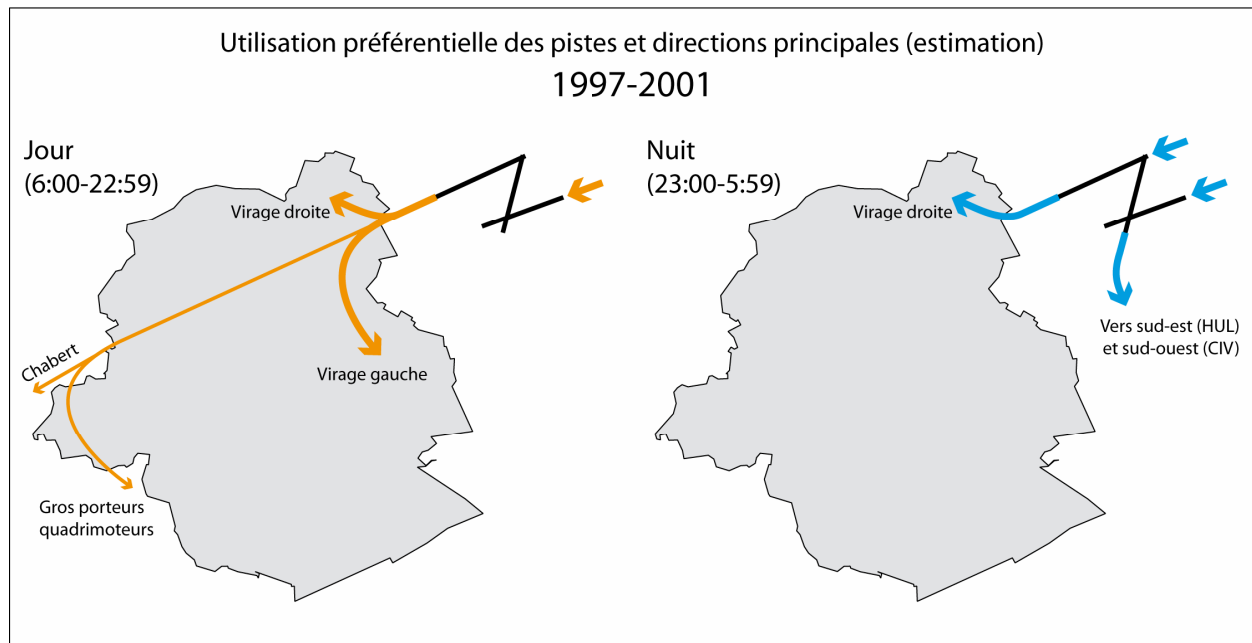 Utilisation préférentielle des pistes et directions principales (estimation)
1997-2001
Jour
(6:00-22:59)
Virage droite
Chabert
Virage gauche
Gros porteurs
quadrimoteurs
Nuit
(23:00-5:59)
Virage droite
Vers sud-est (HUL)
et sud-ouest (CIV)